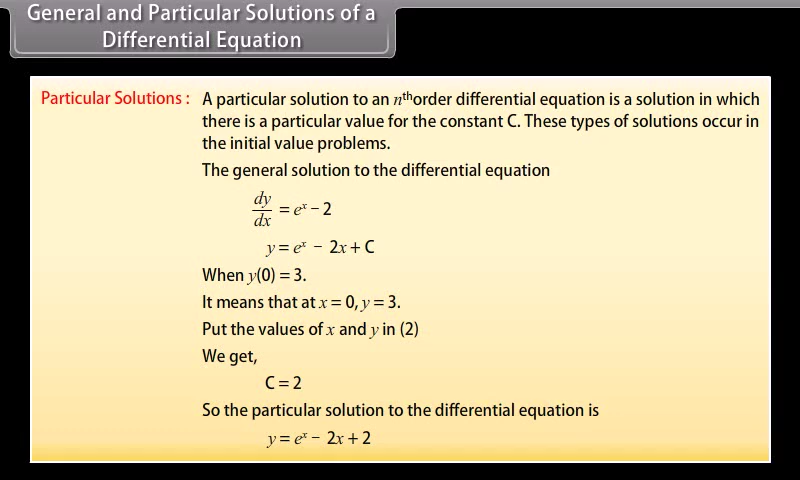 General and Particular Solutions of a
Differential Equation
Particular Solutions : A particular solution to an nᵗʰorder differential equation is a solution in which
there is a particular value for the constant C. These types of solutions occur in
the initial value problems.
The general solution to the differential equation
dy/dx = eˣ − 2
y = eˣ − 2x + C
When y(0) = 3.
It means that at x = 0, y = 3.
Put the values of x and y in (2)
We get,
C = 2
So the particular solution to the differential equation is
y = eˣ − 2x + 2